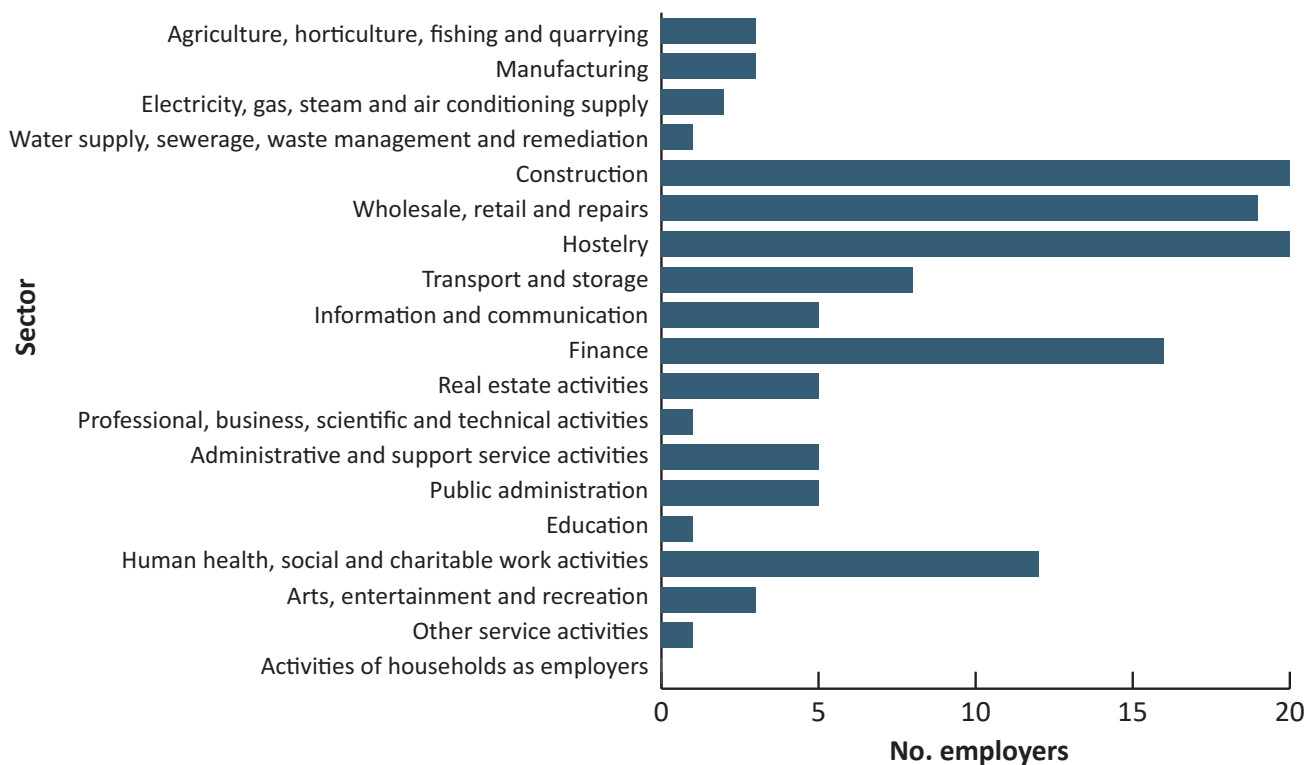 Agriculture, horticulture, fishing and quarrying
Manufacturing
Electricity, gas, steam and air conditioning supply
Water supply, sewerage, waste management and remediation
Construction
Wholesale, retail and repairs
Hostelry
Transport and storage
Information and communication
Finance
Real estate activities
Professional, business, scientific and technical activities
Administrative and support service activities
Public administration
Education
Human health, social and charitable work activities
Arts, entertainment and recreation
Other service activities
Activities of households as employers
Sector
0 5 10 15 20
No. employers